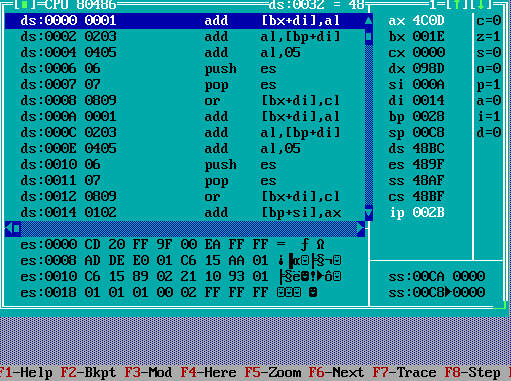 [■]=CPU 80486 ds:0032 = 48 1=[↑][↓]
ds:0000 0001 add [bx+di],al ax 4C0D c=0
ds:0002 0203 add al,[bp+di] bx 001E z=1
ds:0004 0405 add al,05 cx 0000 s=0
ds:0006 06 push es dx 098D o=0
ds:0007 07 pop es si 000A p=1
ds:0008 0809 or [bx+di],cl di 0014 a=0
ds:000A 0001 add [bx+di],al bp 0028 i=1
ds:000C 0203 add al,[bp+di] sp 00C8 d=0
ds:000E 0405 add al,05 ds 48BC
ds:0010 06 push es es 489F
ds:0011 07 pop es ss 48AF
ds:0012 0809 or [bx+di],cl cs 48BF
ds:0014 0102 add [bp+si],ax ip 002B
es:0000 CD 20 FF 9F 00 EA FF FF = ƒ Ω
es:0008 AD DE E0 01 C6 15 AA 01 ¡▐α☺╞§¬☺
es:0010 C6 15 89 02 21 10 93 01 ╞§ë☻!►ô☺ ss:00CA 0000
es:0018 01 01 01 00 02 FF FF FF ☺☺☺ ☻ ss:00C8►0000
F1-Help F2-Bkpt F3-Mod F4-Here F5-Zoom F6-Next F7-Trace F8-Step